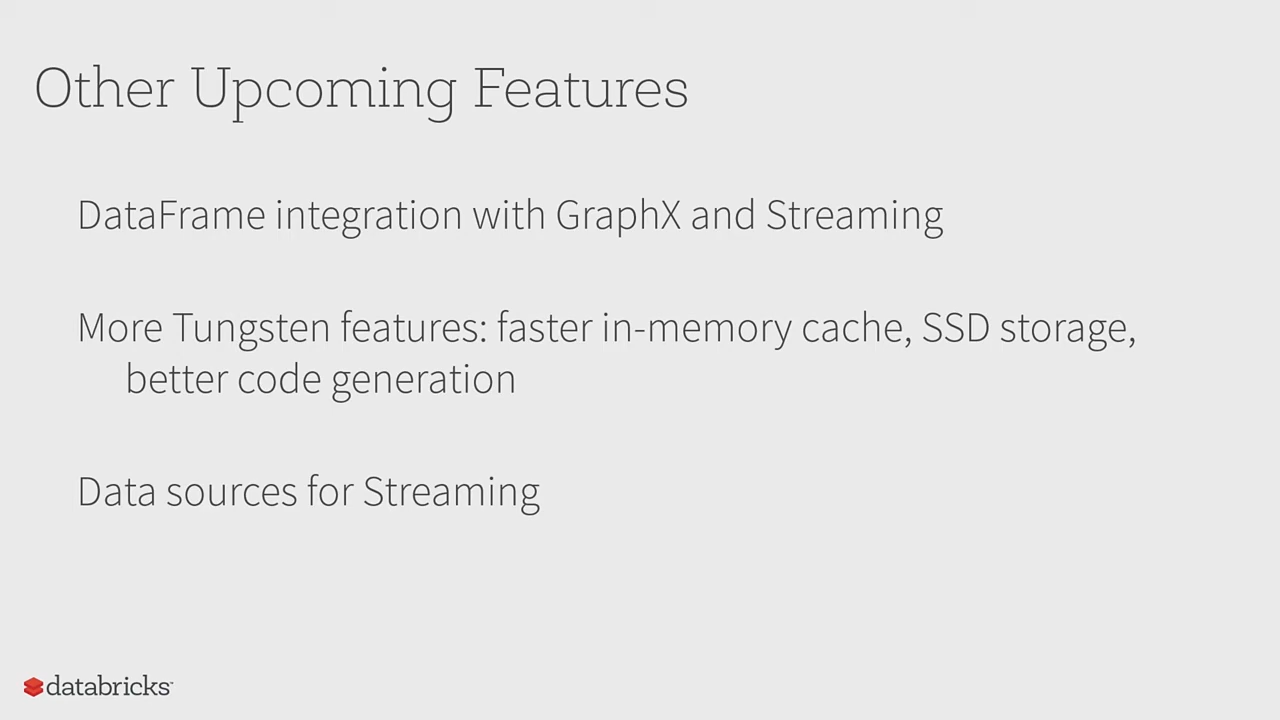 Other Upcoming Features
DataFrame integration with GraphX and Streaming
More Tungsten features: faster in-memory cache, SSD storage,
better code generation
Data sources for Streaming
databricks™